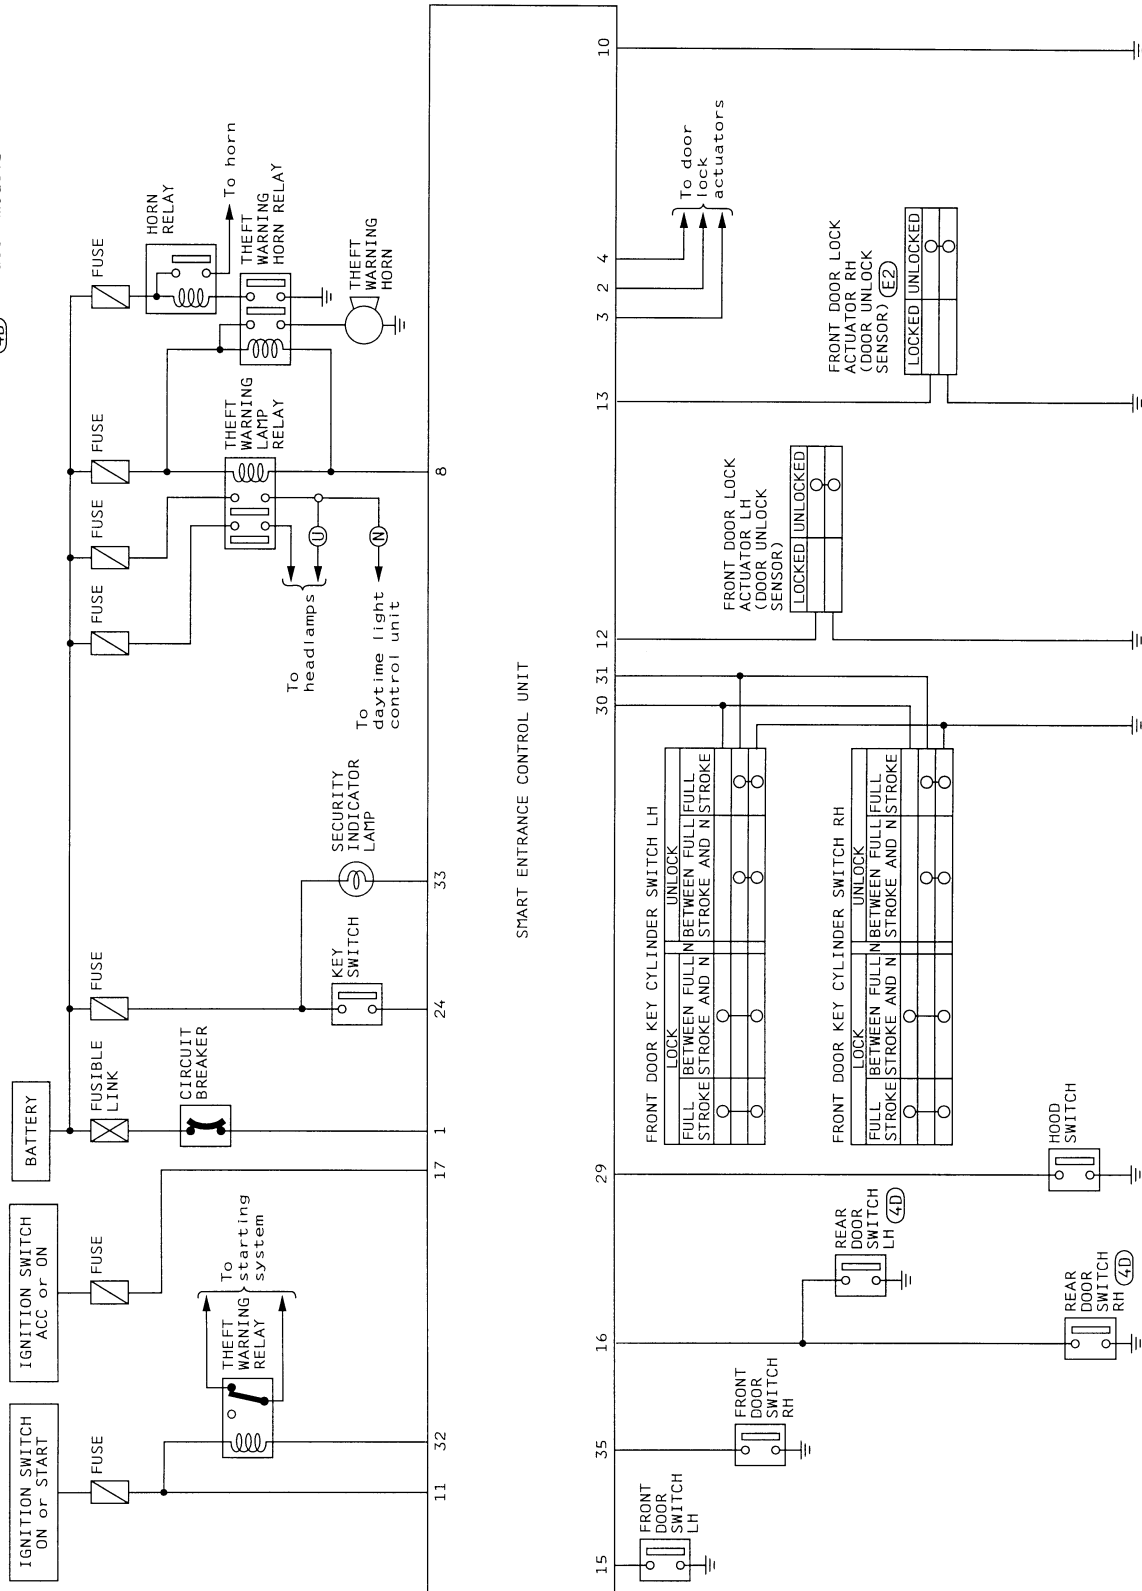 4D
BATTERY
IGNITION SWITCH
ACC or ON
IGNITION SWITCH
ON or START
FUSE
FUSE
FUSIBLE
LINK
CIRCUIT
BREAKER
FUSE
FUSE
FUSE
FUSE
FUSE
HORN
RELAY
To horn
THEFT
WARNING
HORN RELAY
THEFT
WARNING
HORN
THEFT
WARNING
LAMP
RELAY
To
headlamps
U
N
To
daytime light
control unit
SECURITY
INDICATOR
LAMP
KEY
SWITCH
To
starting
system
THEFT
WARNING
RELAY
11
32
17
1
24
33
8
SMART ENTRANCE CONTROL UNIT
15
35
16
29
30
31
12
13
3
2
4
10
To door
lock
actuators
FRONT DOOR LOCK
ACTUATOR RH
(DOOR UNLOCK
SENSOR) E2
LOCKED UNLOCKED
FRONT DOOR LOCK
ACTUATOR LH
(DOOR UNLOCK
SENSOR)
LOCKED UNLOCKED
FRONT DOOR KEY CYLINDER SWITCH LH
LOCK N UNLOCK
FULL BETWEEN FULL BETWEEN FULL FULL
STROKE STROKE AND N STROKE AND N STROKE
FRONT DOOR KEY CYLINDER SWITCH RH
LOCK N UNLOCK
FULL BETWEEN FULL BETWEEN FULL FULL
STROKE STROKE AND N STROKE AND N STROKE
HOOD
SWITCH
REAR
DOOR
SWITCH
LH 4D
REAR
DOOR
SWITCH
RH 4D
FRONT
DOOR
SWITCH
RH
FRONT
DOOR
SWITCH
LH